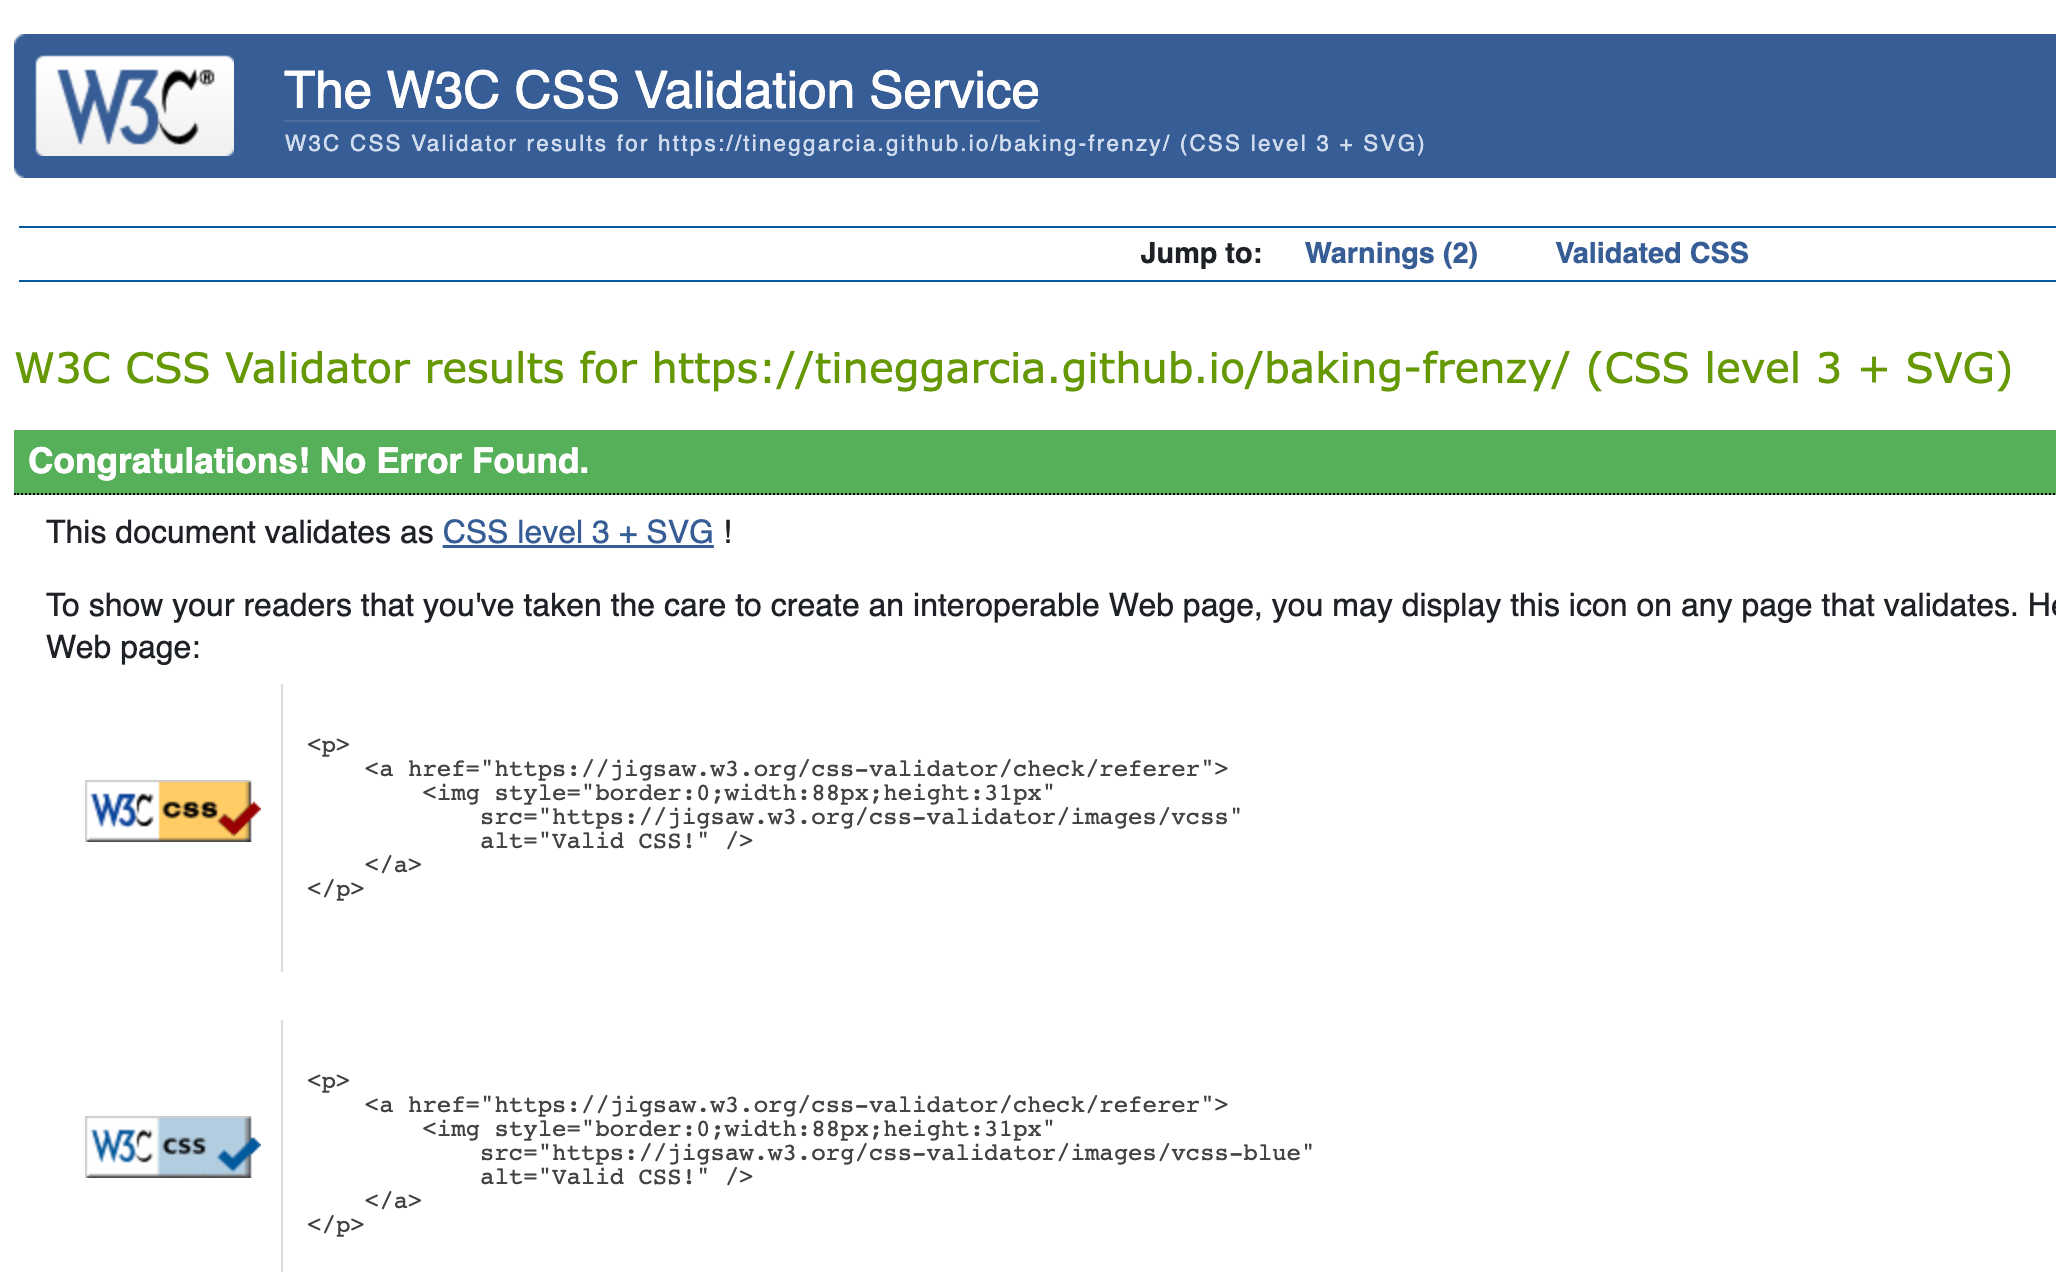 W3C®
The W3C CSS Validation Service
W3C CSS Validator results for https://tineggarcia.github.io/baking-frenzy/ (CSS level 3 + SVG)
Jump to: Warnings (2) Validated CSS
W3C CSS Validator results for https://tineggarcia.github.io/baking-frenzy/ (CSS level 3 + SVG)
Congratulations! No Error Found.
This document validates as CSS level 3 + SVG !
To show your readers that you've taken the care to create an interoperable Web page, you may display this icon on any page that validates.
Web page:
<p>
<a href="https://jigsaw.w3.org/css-validator/check/referer">
<img style="border:0;width:88px;height:31px"
src="https://jigsaw.w3.org/css-validator/images/vcss"
alt="Valid CSS!" />
</a>
</p>
W3C css
<p>
<a href="https://jigsaw.w3.org/css-validator/check/referer">
<img style="border:0;width:88px;height:31px"
src="https://jigsaw.w3.org/css-validator/images/vcss-blue"
alt="Valid CSS!" />
</a>
</p>
W3C css